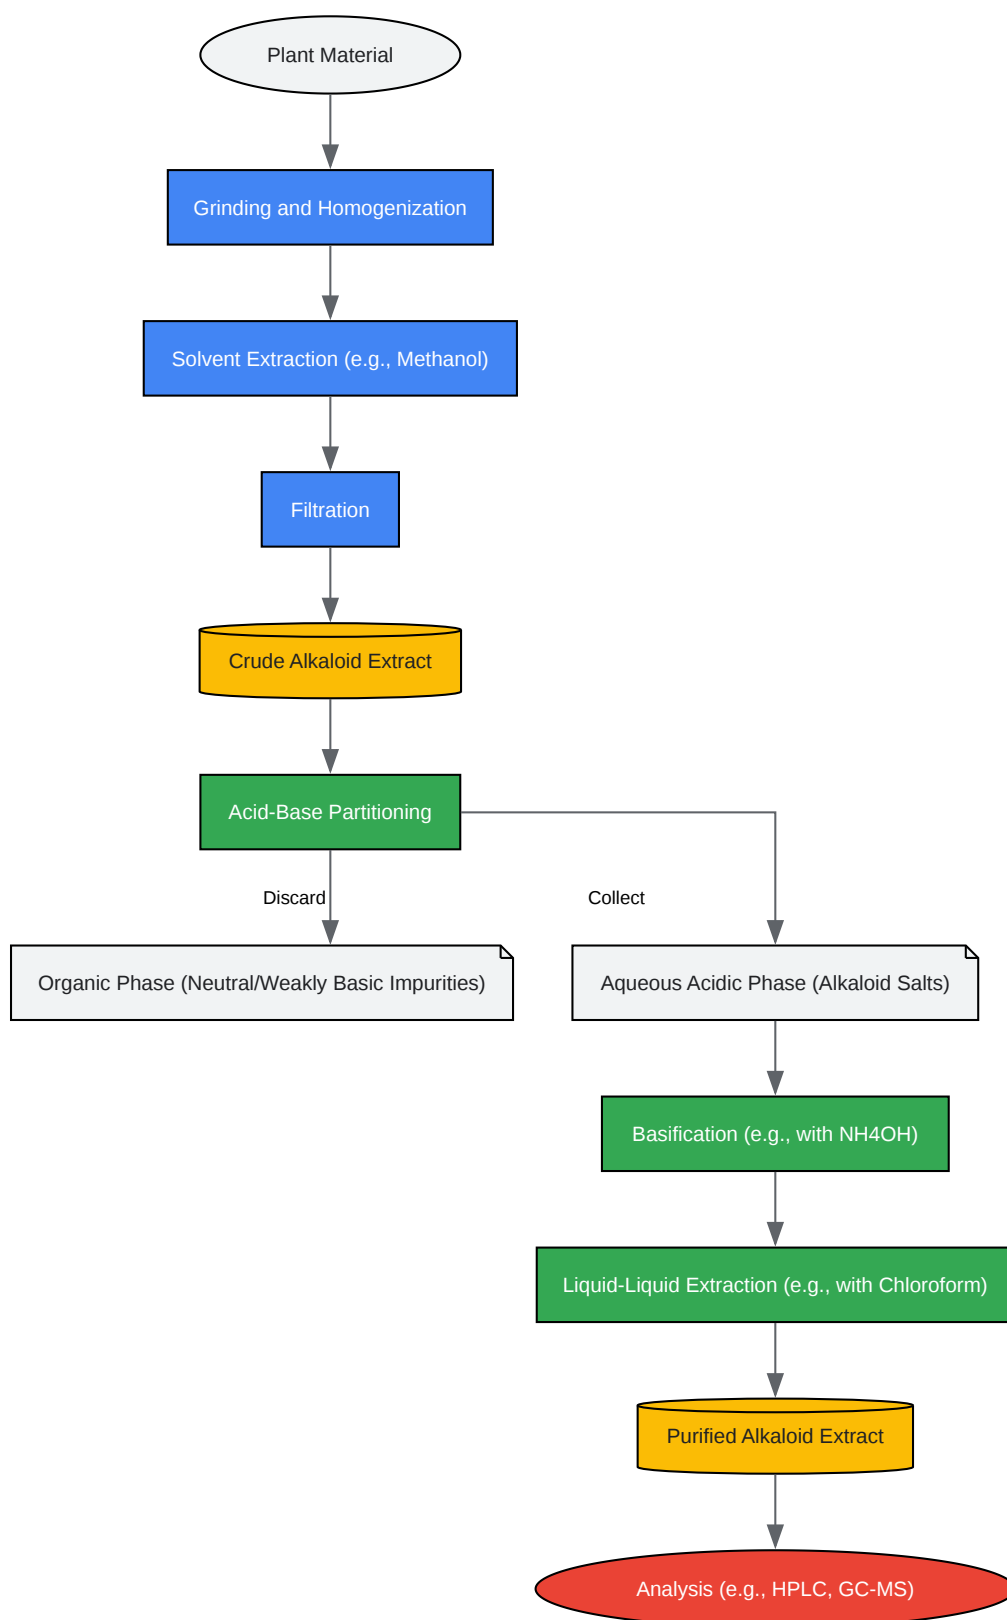 Plant Material
Grinding and Homogenization
Solvent Extraction (e.g., Methanol)
Filtration
Crude Alkaloid Extract
Acid-Base Partitioning
Discard
Collect
Organic Phase (Neutral/Weakly Basic Impurities)
Aqueous Acidic Phase (Alkaloid Salts)
Basification (e.g., with NH4OH)
Liquid-Liquid Extraction (e.g., with Chloroform)
Purified Alkaloid Extract
Analysis (e.g., HPLC, GC-MS)